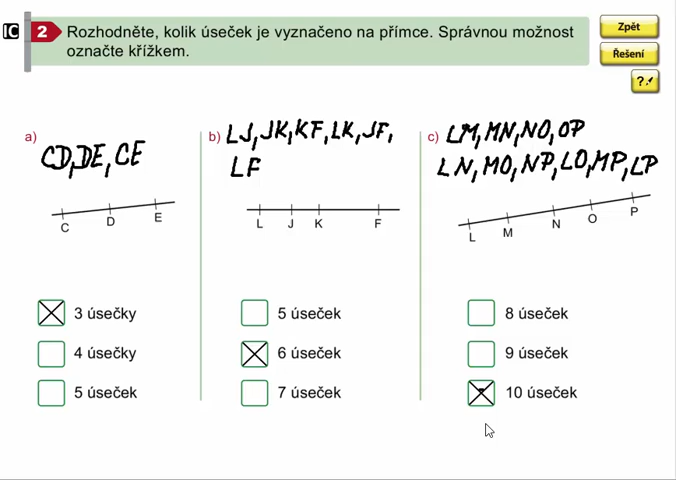 IC
2 Rozhodněte, kolik úseček je vyznačeno na přímce. Správnou možnost
označte křížkem.
Zpět
Řešení
?
a)
CD, DE, CE
C D E
3 úsečky
4 úsečky
5 úseček
b)
LJ, JK, KF, LK, JF,
LF
L J K F
5 úseček
6 úseček
7 úseček
c)
LM, MN, NO, OP
LN, MO, NP, LO, MP, LP
L M N O P
8 úseček
9 úseček
10 úseček